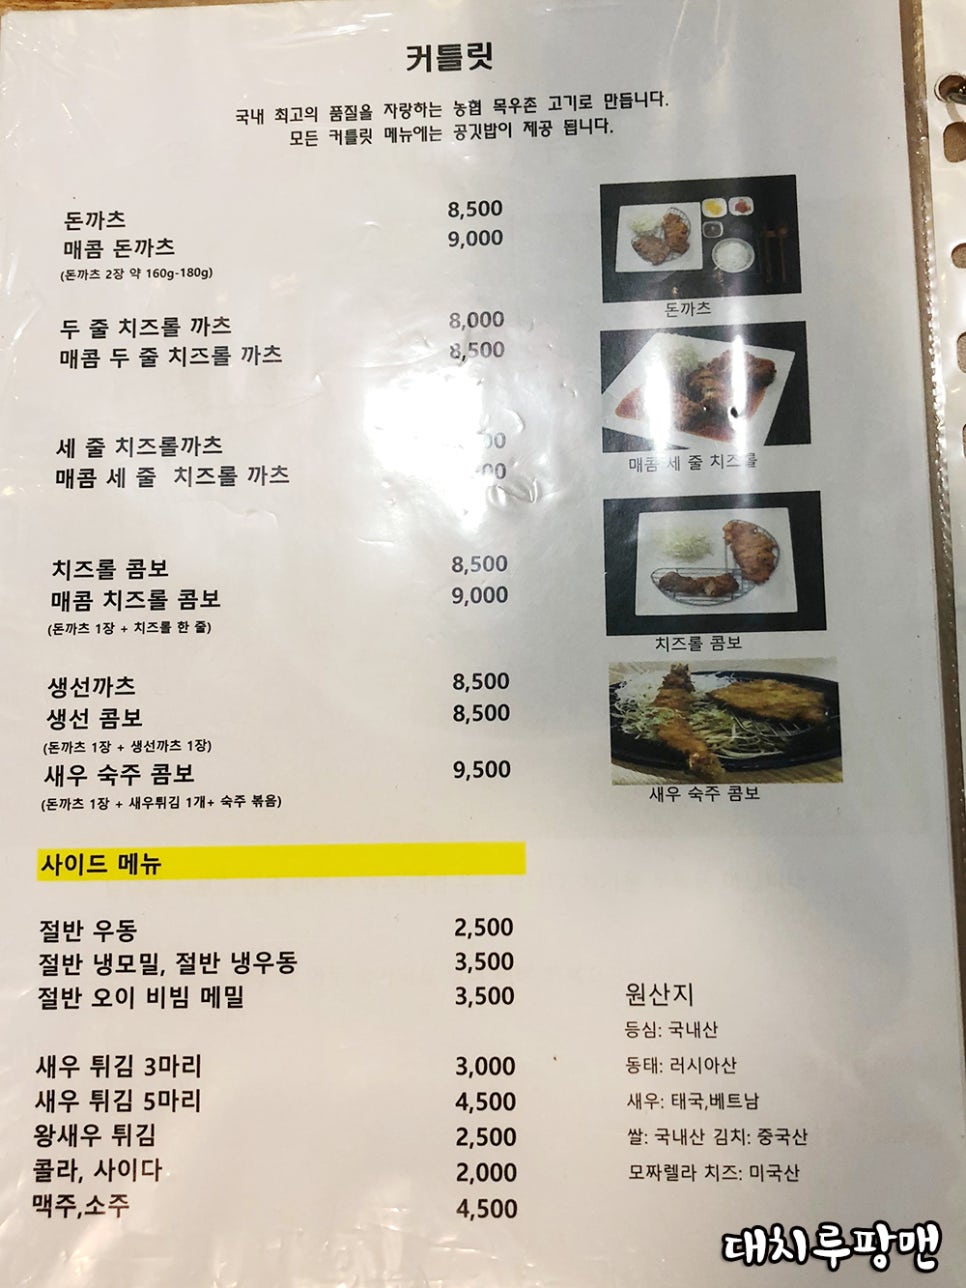 커틀릿
국내 최고의 품질을 자랑하는 농협 목우촌 고기로 만듭니다.
모든 커틀릿 메뉴에는 공깃밥이 제공 됩니다.
돈까츠 8,500
매콤 돈까츠 9,000
(돈까츠 2장 약 160g-180g)
두 줄 치즈롤 까츠 8,000
매콤 두 줄 치즈롤 까츠 8,500
세 줄 치즈롤까츠
매콤 세 줄 치즈롤 까츠
치즈롤 콤보 8,500
매콤 치즈롤 콤보 9,000
(돈까츠 1장 + 치즈롤 한 줄)
생선까츠 8,500
생선 콤보 8,500
(돈까츠 1장 + 생선까츠 1장)
새우 숙주 콤보 9,500
(돈까츠 1장 + 새우튀김 1개+ 숙주 볶음)
돈까츠
매콤 세 줄 치즈롤
치즈롤 콤보
새우 숙주 콤보
사이드 메뉴
절반 우동 2,500
절반 냉모밀, 절반 냉우동 3,500
절반 오이 비빔 메밀 3,500
새우 튀김 3마리 3,000
새우 튀김 5마리 4,500
왕새우 튀김 2,500
콜라, 사이다 2,000
맥주,소주 4,500
원산지
등심: 국내산
동태: 러시아산
새우: 태국,베트남
쌀: 국내산 김치: 중국산
모짜렐라 치즈: 미국산
대치루팡맨